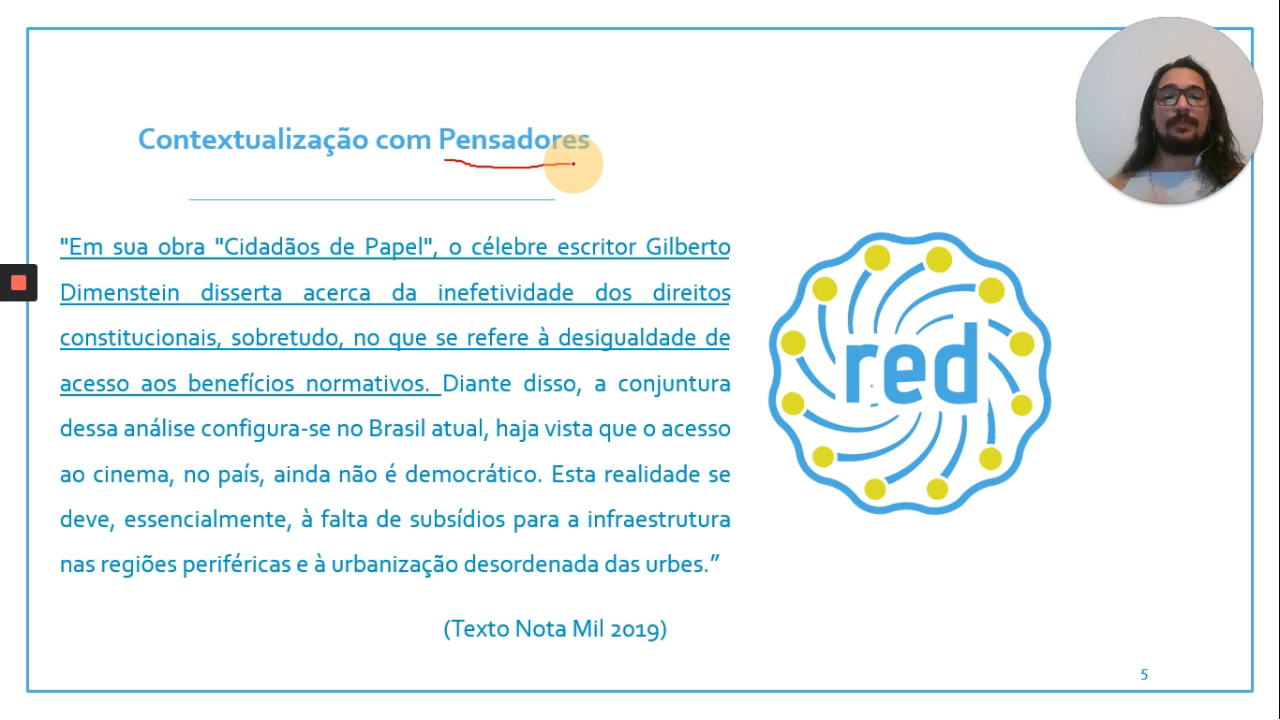 Contextualização com Pensadores
"Em sua obra "Cidadãos de Papel", o célebre escritor Gilberto
Dimenstein disserta acerca da inefetividade dos direitos
constitucionais, sobretudo, no que se refere à desigualdade de
acesso aos benefícios normativos. Diante disso, a conjuntura
dessa análise configura-se no Brasil atual, haja vista que o acesso
ao cinema, no país, ainda não é democrático. Esta realidade se
deve, essencialmente, à falta de subsídios para a infraestrutura
nas regiões periféricas e à urbanização desordenada das urbes.”
(Texto Nota Mil 2019)
red
5